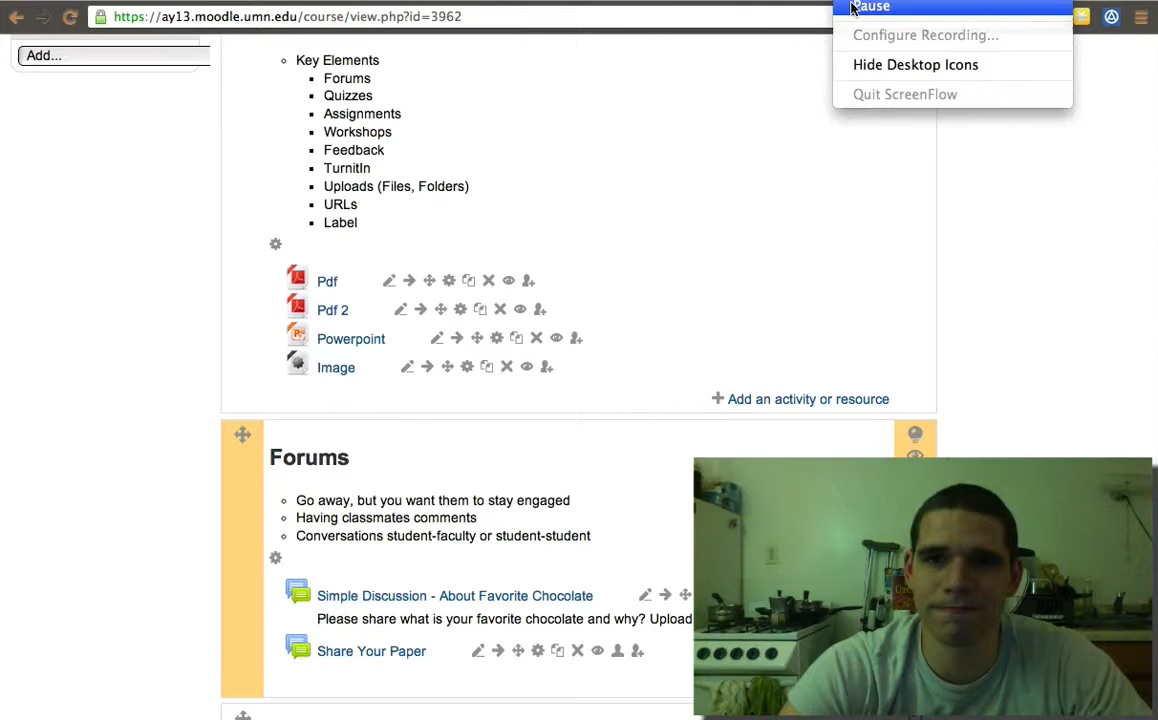 https://ay13.moodle.umn.edu/course/view.php?id=3962
Pause
Configure Recording...
Hide Desktop Icons
Quit ScreenFlow
Add...
Key Elements
Forums
Quizzes
Assignments
Workshops
Feedback
TurnitIn
Uploads (Files, Folders)
URLs
Label
Pdf
Pdf 2
Powerpoint
Image
Add an activity or resource
Forums
Go away, but you want them to stay engaged
Having classmates comments
Conversations student-faculty or student-student
Simple Discussion - About Favorite Chocolate
Please share what is your favorite chocolate and why? Upload
Share Your Paper